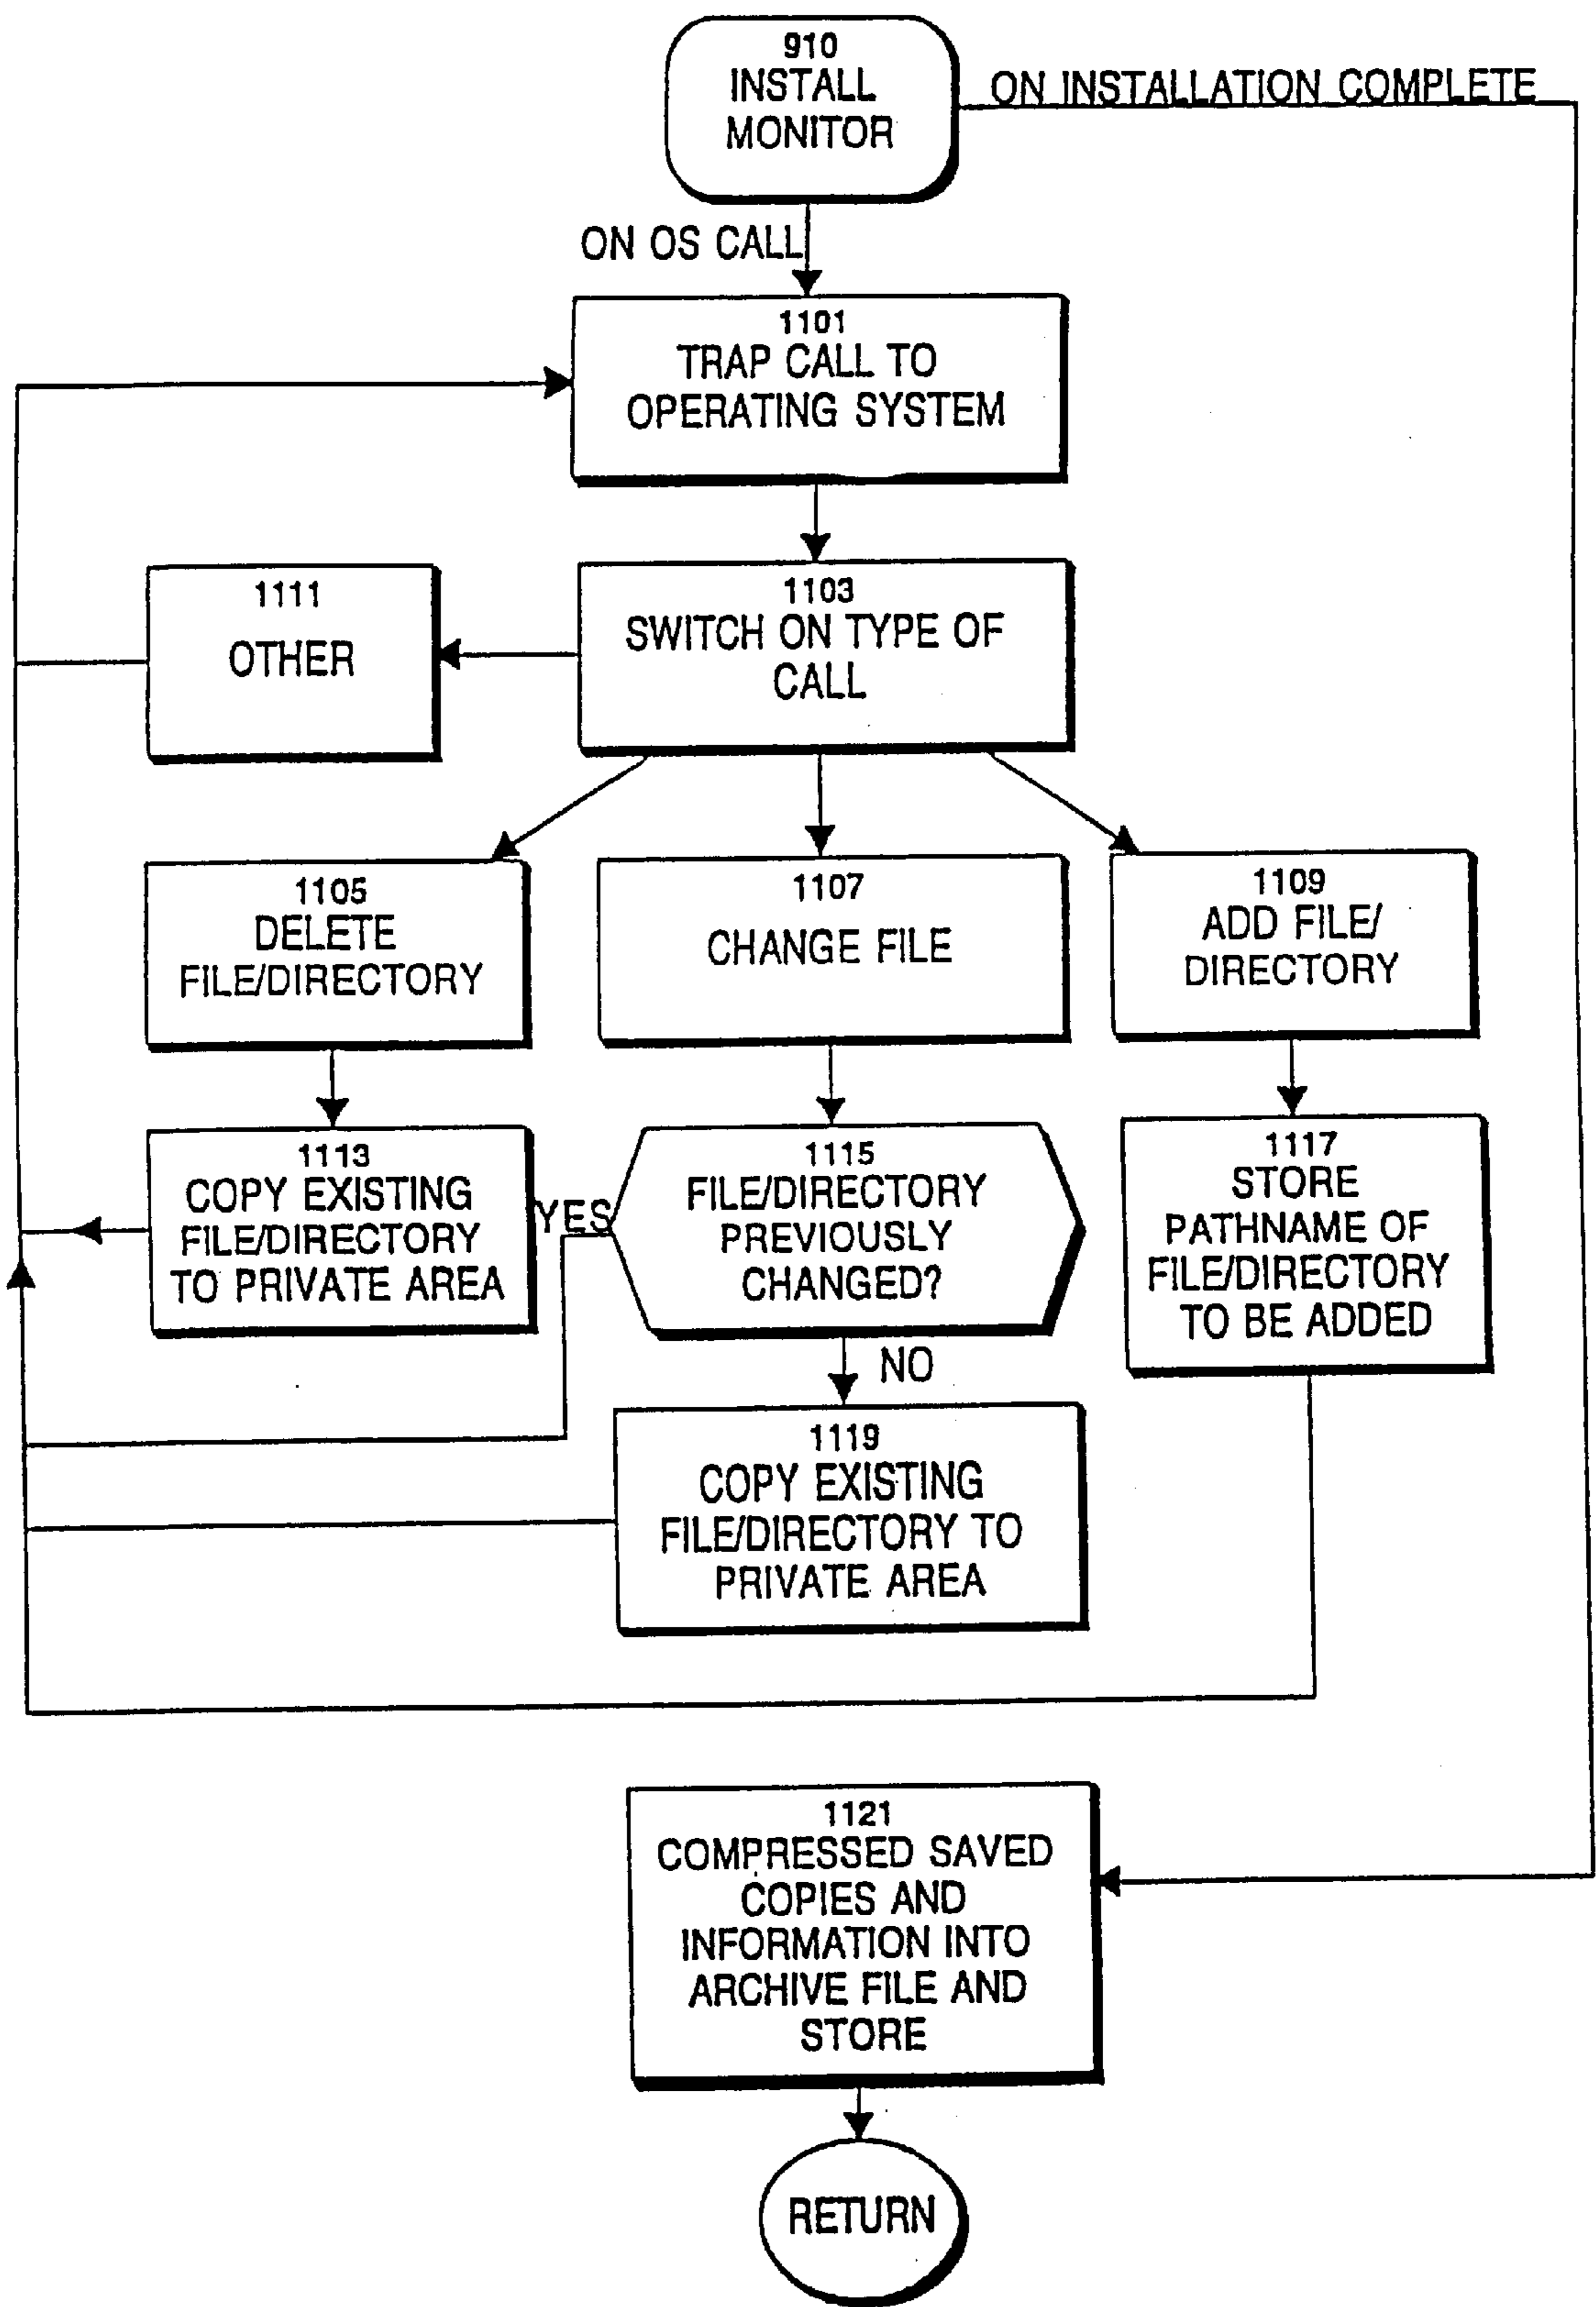 910
INSTALL
MONITOR
ON INSTALLATION COMPLETE
ON OS CALL
1101
TRAP CALL TO
OPERATING SYSTEM
1111
OTHER
1103
SWITCH ON TYPE OF
CALL
1105
DELETE
FILE/DIRECTORY
1107
CHANGE FILE
1109
ADD FILE/
DIRECTORY
1113
COPY EXISTING
FILE/DIRECTORY
TO PRIVATE AREA
YES
1115
FILE/DIRECTORY
PREVIOUSLY
CHANGED?
NO
1117
STORE
PATHNAME OF
FILE/DIRECTORY
TO BE ADDED
1119
COPY EXISTING
FILE/DIRECTORY TO
PRIVATE AREA
1121
COMPRESSED SAVED
COPIES AND
INFORMATION INTO
ARCHIVE FILE AND
STORE
RETURN